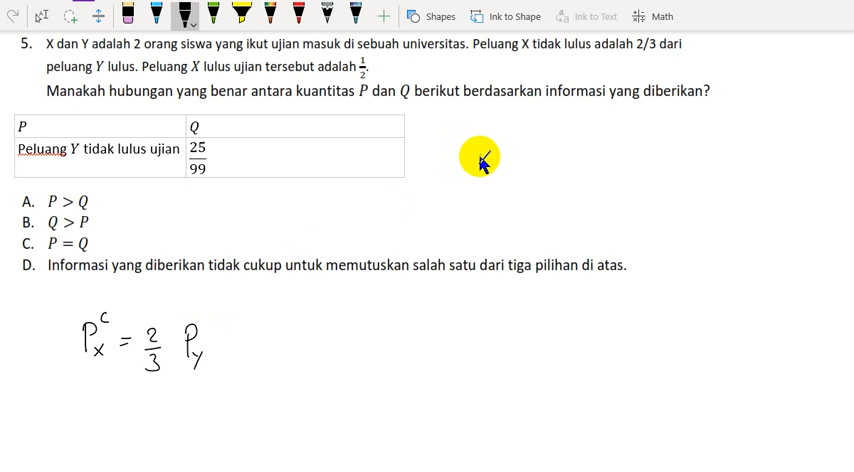 Shapes Ink to Shape Ink to Text Math
5. X dan Y adalah 2 orang siswa yang ikut ujian masuk di sebuah universitas. Peluang X tidak lulus adalah 2/3 dari
peluang Y lulus. Peluang X lulus ujian tersebut adalah 1/2.
Manakah hubungan yang benar antara kuantitas P dan Q berikut berdasarkan informasi yang diberikan?
P Q
Peluang Y tidak lulus ujian 25/99
A. P > Q
B. Q > P
C. P = Q
D. Informasi yang diberikan tidak cukup untuk memutuskan salah satu dari tiga pilihan di atas.
P_X^C = 2/3 P_Y